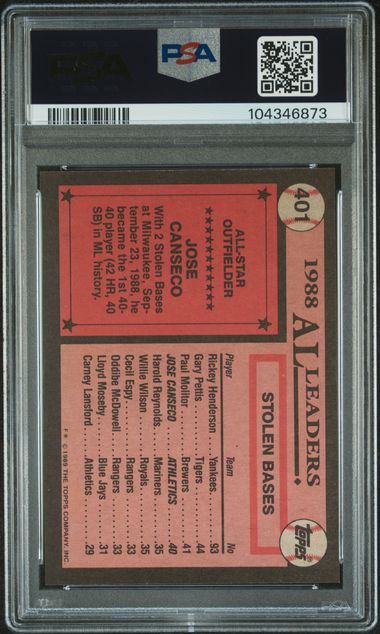 PSA
PSA
104346873
401
1988 A.L. LEADERS
Topps
ALL-STAR
OUTFIELDER
JOSE
CANSECO
With 2 Stolen Bases
at Milwaukee, Sep-
tember 23, 1988, he
became the 1st 40-
40 player (42 HR, 40
SB) in ML history.
STOLEN BASES
Player Team No
Rickey Henderson...Yankees...93
Gary Pettis...Tigers...44
Paul Molitor...Brewers...41
JOSE CANSECO...ATHLETICS...40
Harold Reynolds...Mariners...35
Willie Wilson...Royals...35
Cecil Espy...Rangers...33
Oddibe McDowell...Rangers...33
Lloyd Moseby...Blue Jays...31
Carney Lansford...Athletics...29
F* © 1989 THE TOPPS COMPANY, INC